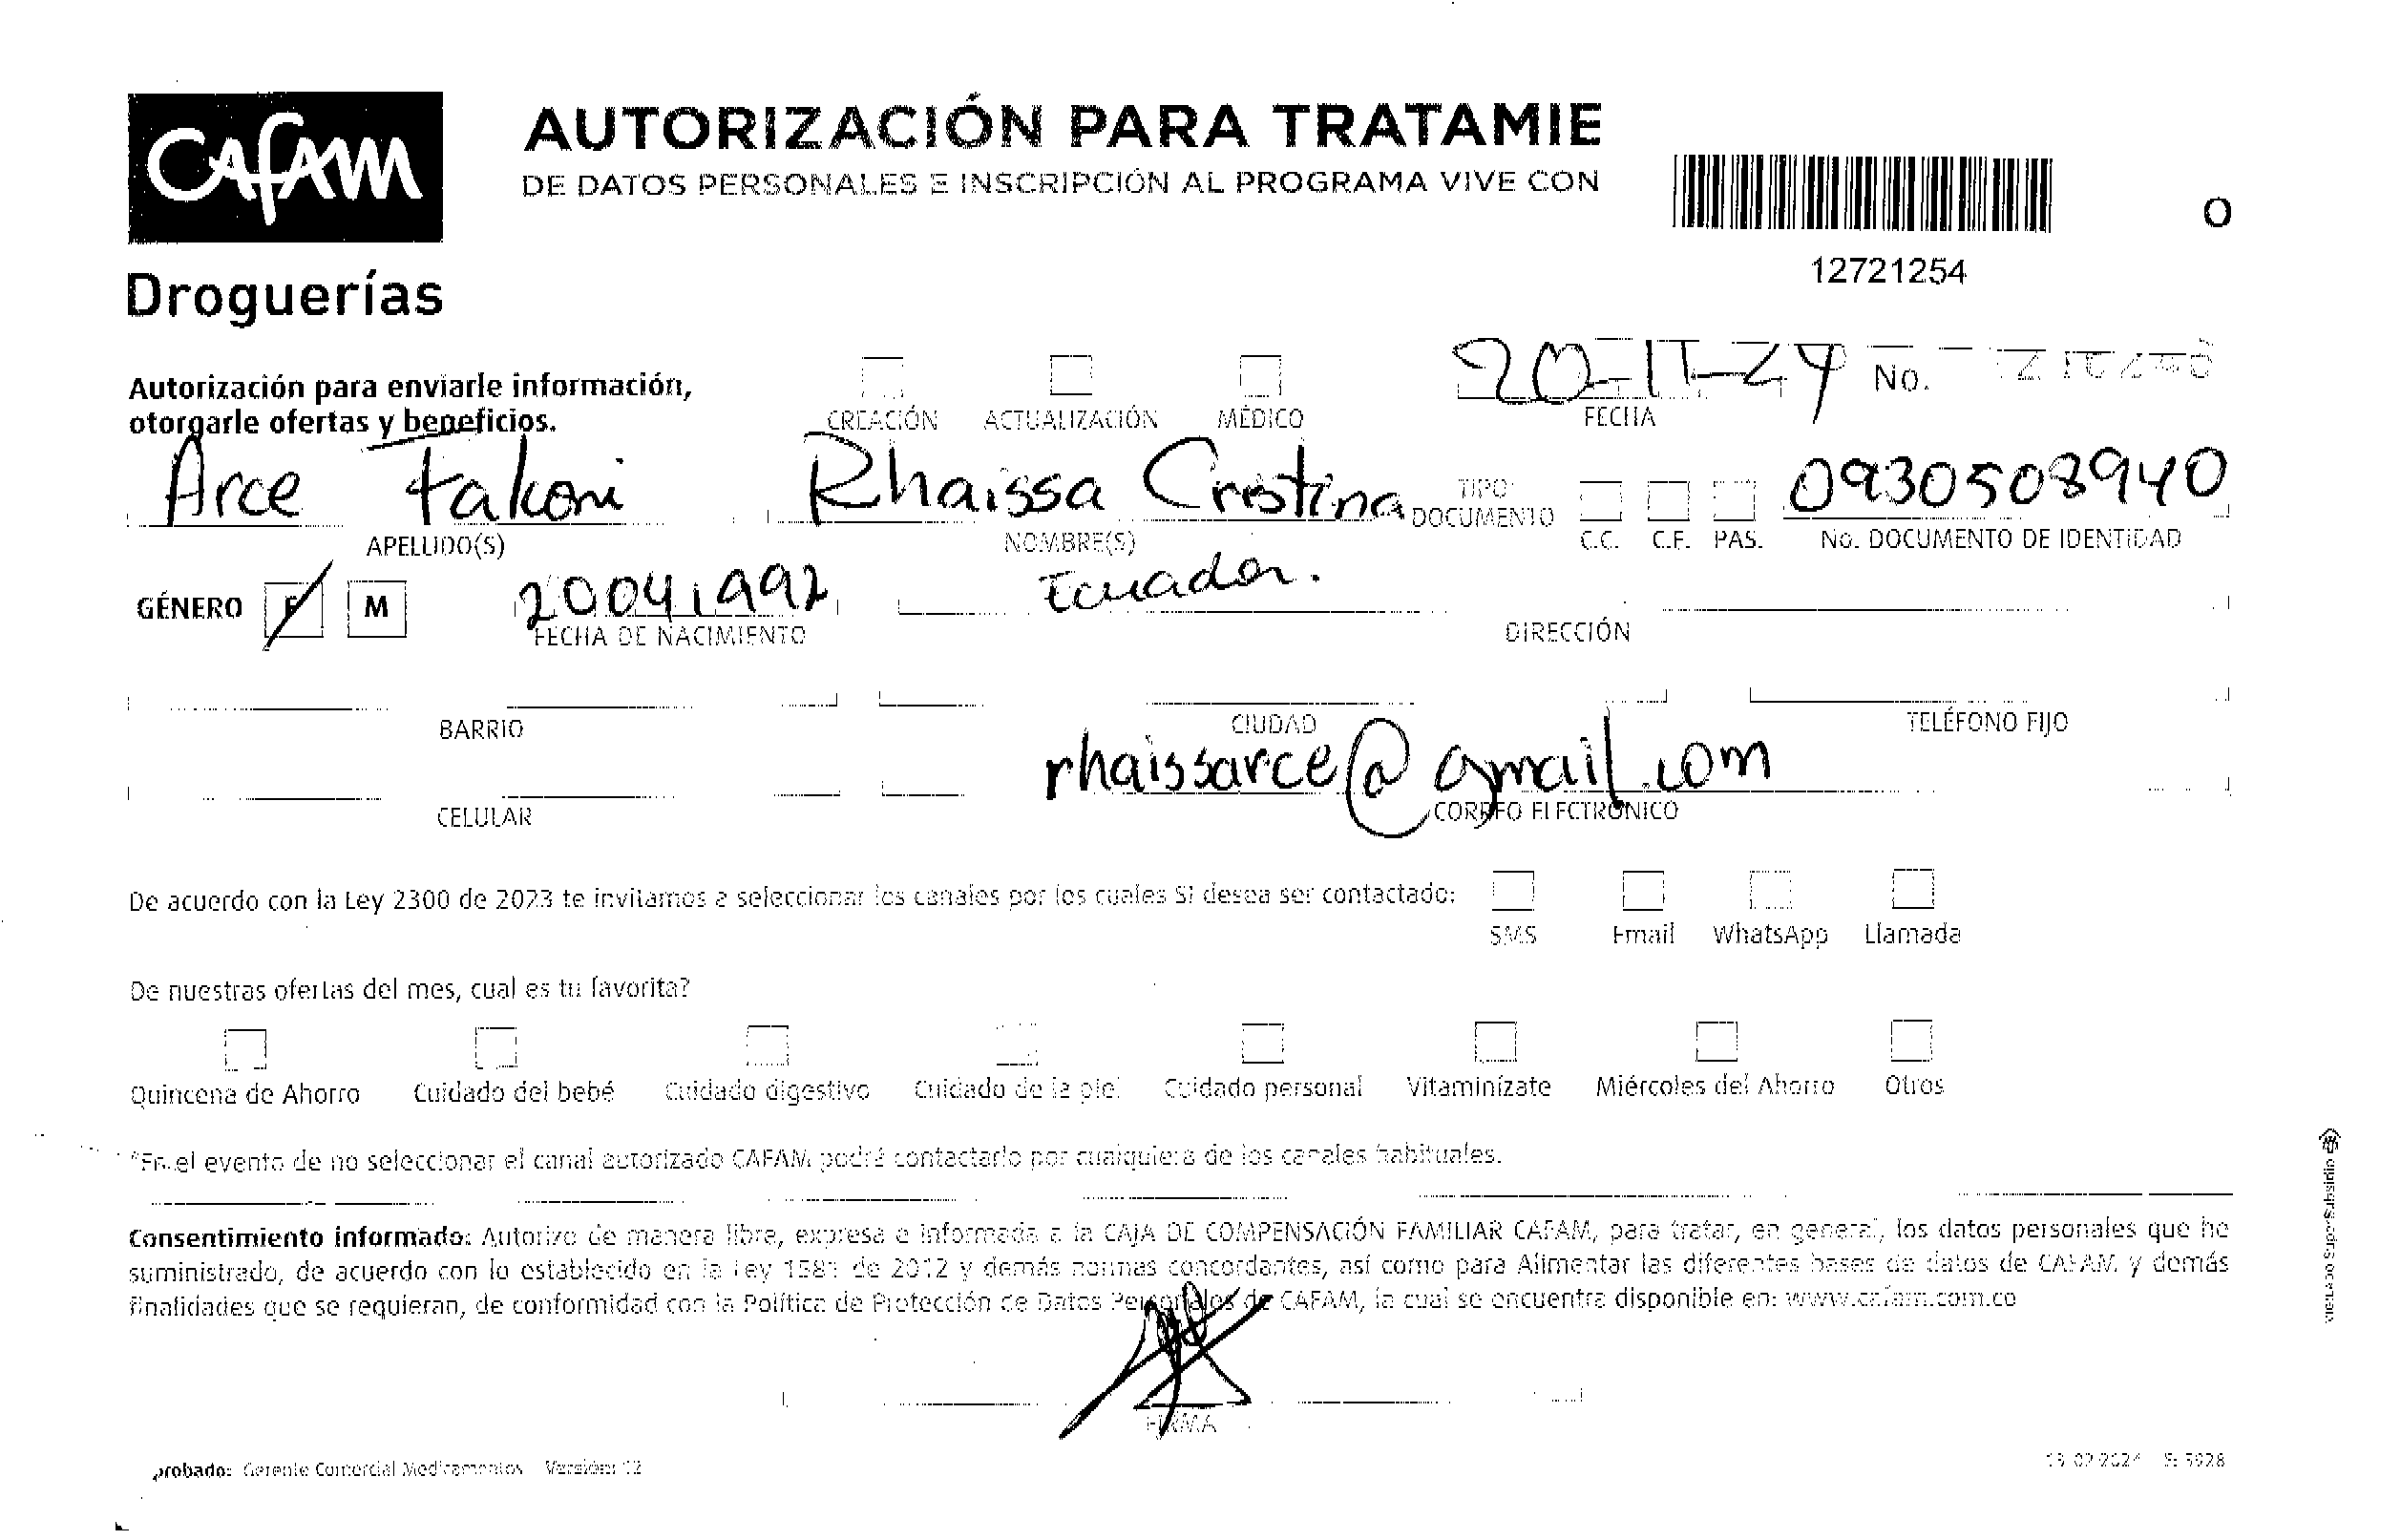 CAFAM
Droguerías
AUTORIZACIÓN PARA TRATAMIE
DE DATOS PERSONALES E INSCRIPCIÓN AL PROGRAMA VIVE CON
O
12721254
Autorización para enviarle información,
otorgarle ofertas y beneficios.
CREACIÓN ACTUALIZACIÓN MÉDICO
20-11-24 No.
FECHA
Arce Falconi Rhaissa Cristina TIPO DOCUMENTO 0930508940
APELLIDO(S) NOMBRE(S) C.C. C.E. PAS. No. DOCUMENTO DE IDENTIDAD
GÉNERO F M 20041992 Ecuador.
FECHA DE NACIMIENTO DIRECCIÓN
BARRIO CIUDAD TELÉFONO FIJO
rhaissarce@gmail.com
CELULAR CORREO ELECTRÓNICO
De acuerdo con la Ley 2300 de 2023 te invitamos a seleccionar los canales por los cuales SI desea ser contactado:
SMS Email WhatsApp Llamada
De nuestras ofertas del mes, cual es tu favorita?
Quincena de Ahorro Cuidado del bebé Cuidado digestivo Cuidado de la piel Cuidado personal Vitaminízate Miércoles del Ahorro Otros
*En el evento de no seleccionar el canal autorizado CAFAM podrá contactarlo por cualquiera de los canales habituales.
Consentimiento informado: Autorizo de manera libre, expresa e informada a la CAJA DE COMPENSACIÓN FAMILIAR CAFAM, para tratar, en general, los datos personales que he
suministrado, de acuerdo con lo establecido en la Ley 1581 de 2012 y demás normas concordantes, así como para Alimentar las diferentes bases de datos de CAFAM y demás
finalidades que se requieran, de conformidad con la Política de Protección de Datos Personales de CAFAM, la cual se encuentra disponible en: www.cafam.com.co
FIRMA
probado: Gerente Comercial Medicamentos Versión: 12
VIGILADO SuperSubsidio